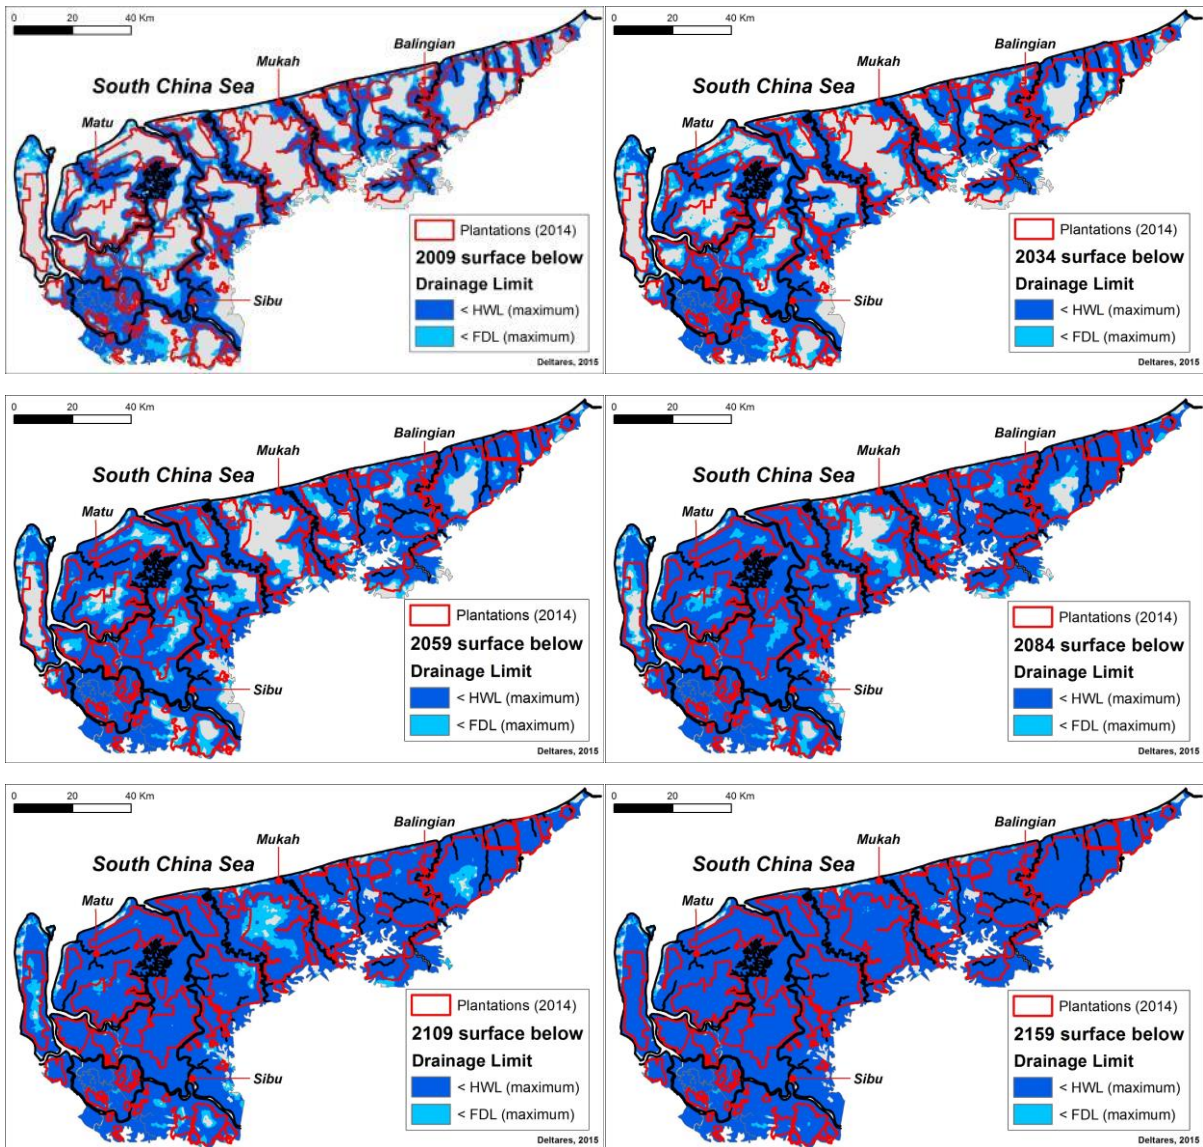 0 20 40 Km
Balingian
Mukah
South China Sea
Matu
Plantations (2014)
2009 surface below
Drainage Limit
< HWL (maximum)
Sibu
< FDL (maximum)
Deltares, 2015
0 20 40 Km
Balingian
Mukah
South China Sea
Matu
Plantations (2014)
2034 surface below
Drainage Limit
< HWL (maximum)
Sibu
< FDL (maximum)
Deltares, 2015
0 20 40 Km
Balingian
Mukah
South China Sea
Matu
Plantations (2014)
2059 surface below
Drainage Limit
Sibu
< HWL (maximum)
< FDL (maximum)
Deltares, 2015
0 20 40 Km
Balingian
Mukah
South China Sea
Matu
Plantations (2014)
2084 surface below
Drainage Limit
Sibu
< HWL (maximum)
< FDL (maximum)
Deltares, 2015
0 20 40 Km
Balingian
Mukah
South China Sea
Matu
Plantations (2014)
2109 surface below
Drainage Limit
Sibu
< HWL (maximum)
< FDL (maximum)
Deltares, 2015
0 20 40 Km
Balingian
Mukah
South China Sea
Matu
Plantations (2014)
2159 surface below
Drainage Limit
Sibu
< HWL (maximum)
< FDL (maximum)
Deltares, 2015